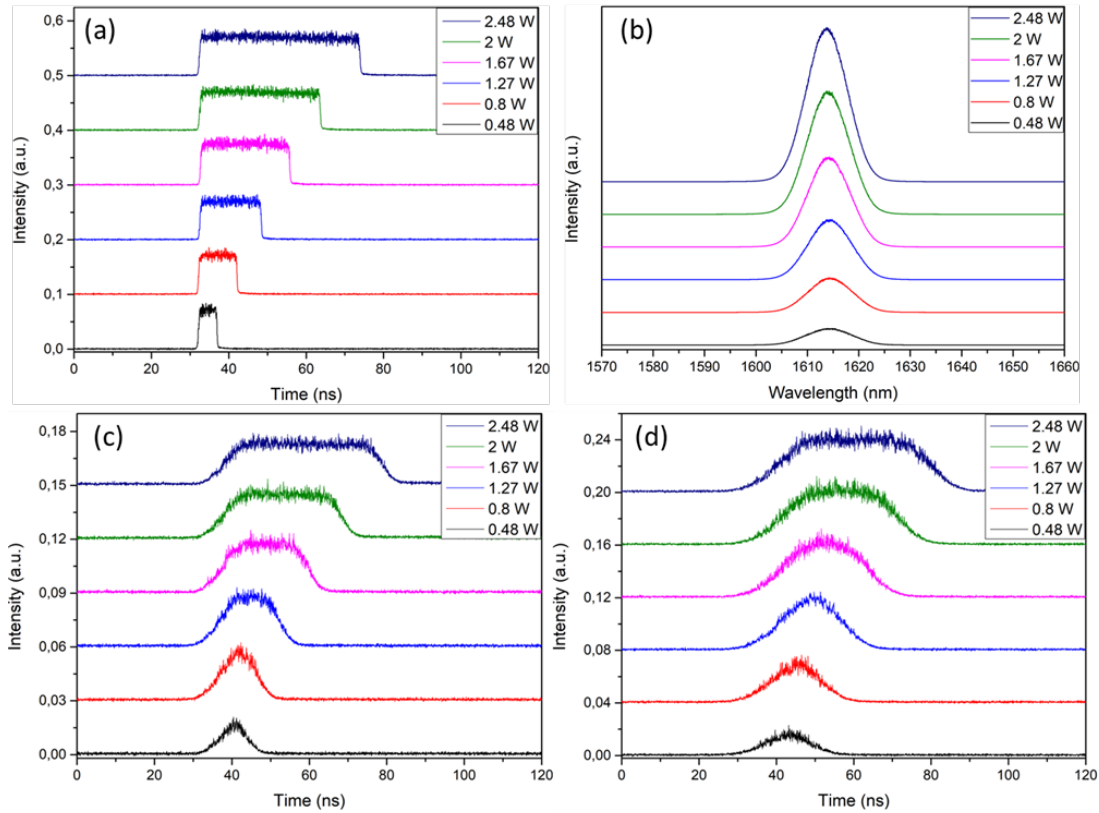 (a)
2.48 W
2 W
1.67 W
1.27 W
0.8 W
0.48 W
0,6
0,5
0,4
0,3
0,2
0,1
0,0
Intensity (a.u.)
0 20 40 60 80 100 120
Time (ns)
(b)
2.48 W
2 W
1.67 W
1.27 W
0.8 W
0.48 W
Intensity (a.u.)
1570 1580 1590 1600 1610 1620 1630 1640 1650 1660
Wavelength (nm)
(c)
2.48 W
2 W
1.67 W
1.27 W
0.8 W
0.48 W
0,18
0,15
0,12
0,09
0,06
0,03
0,00
Intensity (a.u.)
0 20 40 60 80 100 120
Time (ns)
(d)
2.48 W
2 W
1.67 W
1.27 W
0.8 W
0.48 W
0,24
0,20
0,16
0,12
0,08
0,04
0,00
Intensity (a.u.)
0 20 40 60 80 100 120
Time (ns)